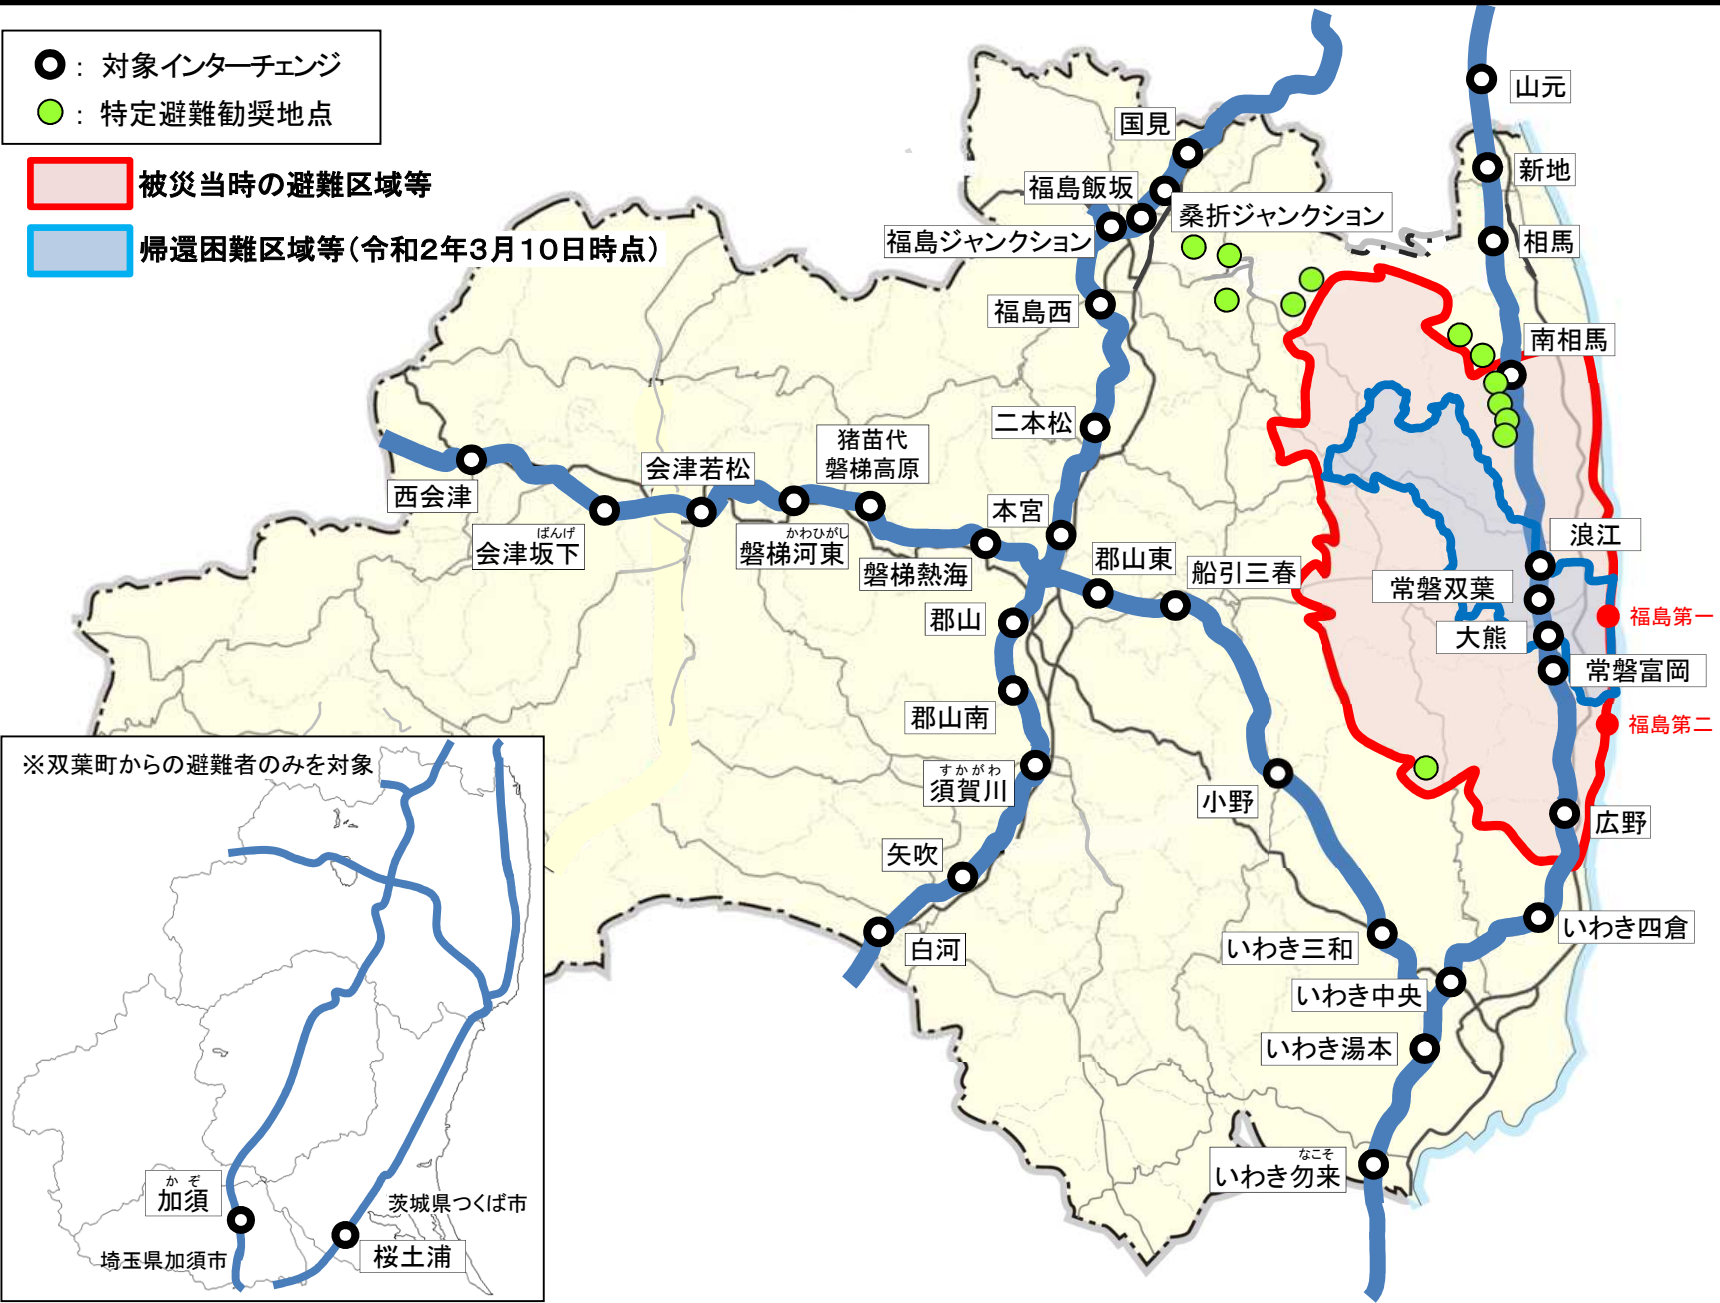 ：対象インターチェンジ
：特定避難勧奨地点
被災当時の避難区域等
帰還困難区域等（令和2年3月10日時点）
山元
国見
新地
福島飯坂
桑折ジャンクション
福島ジャンクション
相馬
福島西
南相馬
二本松
猪苗代
磐梯高原
会津若松
西会津
ばんげ
会津坂下
かわひがし
磐梯河東
本宮
磐梯熱海
郡山東
船引三春
浪江
常磐双葉
福島第一
郡山
大熊
常磐富岡
郡山南
福島第二
すかがわ
須賀川
小野
広野
矢吹
白河
いわき三和
いわき四倉
いわき中央
いわき湯本
なこそ
いわき勿来
※双葉町からの避難者のみを対象
かぞ
加須
埼玉県加須市
茨城県つくば市
桜土浦